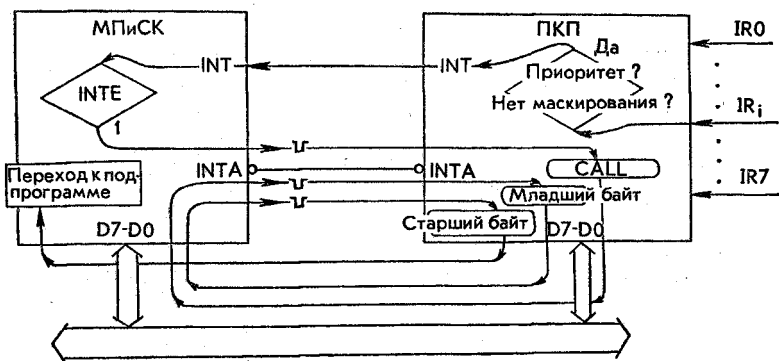 МПиСК
ПКП
IR0
INT
INT
Да
Приоритет ?
INTE
Нет маскирования ?
IRi
1
INTA
INTA
CALL
Переход к под-
программе
Младший байт
IR7
Старший байт
D7-D0
D7-D0